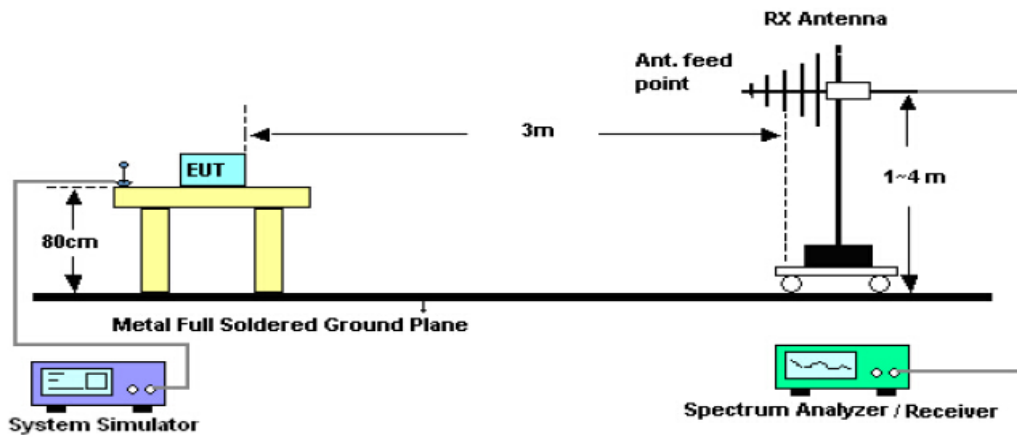 RX Antenna
Ant. feed
point
3m
EUT
1~4 m
80cm
Metal Full Soldered Ground Plane
System Simulator
Spectrum Analyzer / Receiver